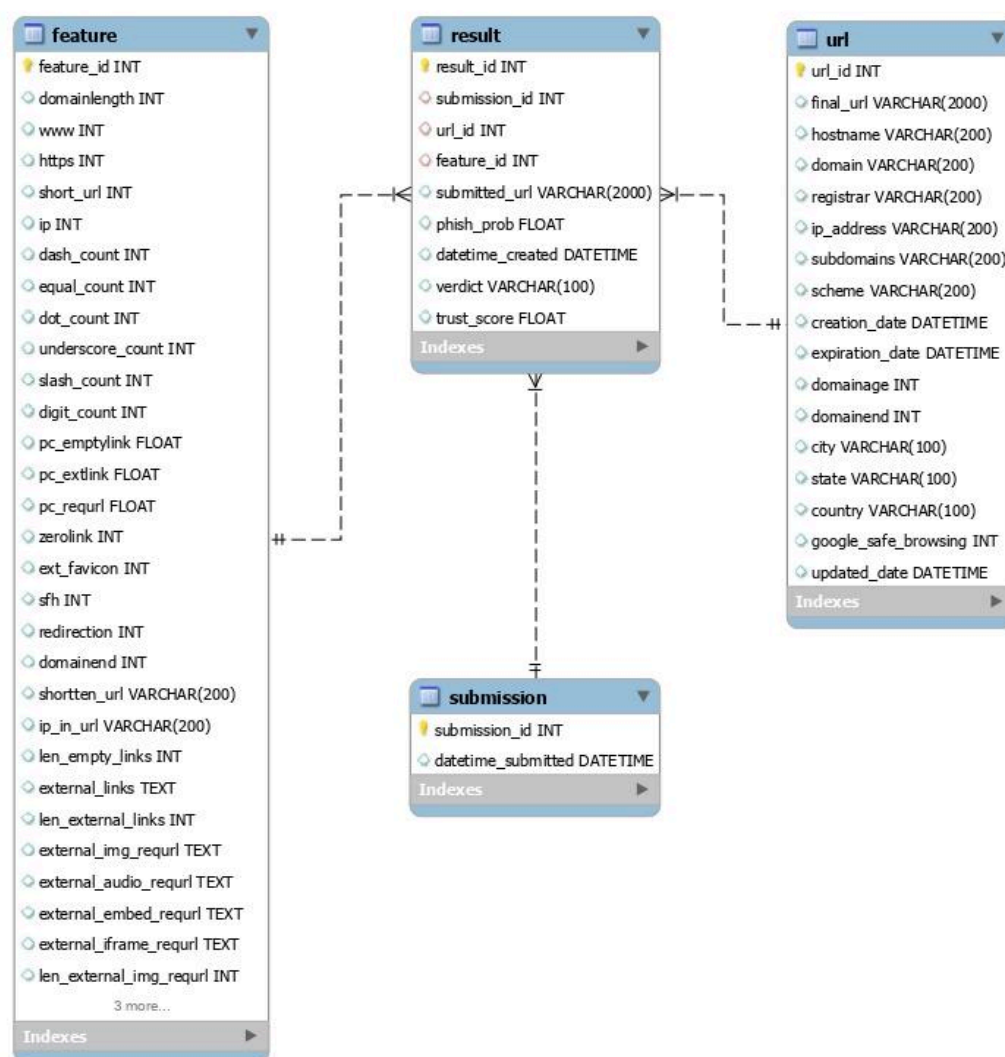 feature
feature_id INT
domainlength INT
www INT
https INT
short_url INT
ip INT
dash_count INT
equal_count INT
dot_count INT
underscore_count INT
slash_count INT
digit_count INT
pc_emptylink FLOAT
pc_extlink FLOAT
pc_requrl FLOAT
zerolink INT
ext_favicon INT
sfh INT
redirection INT
domainend INT
shortten_url VARCHAR(200)
ip_in_url VARCHAR(200)
len_empty_links INT
external_links TEXT
len_external_links INT
external_img_requrl TEXT
external_audio_requrl TEXT
external_embed_requrl TEXT
external_iframe_requrl TEXT
len_external_img_requrl INT
3 more...
Indexes
result
result_id INT
submission_id INT
url_id INT
feature_id INT
submitted_url VARCHAR(2000)
phish_prob FLOAT
datetime_created DATETIME
verdict VARCHAR(100)
trust_score FLOAT
Indexes
submission
submission_id INT
datetime_submitted DATETIME
Indexes
url
url_id INT
final_url VARCHAR(2000)
hostname VARCHAR(200)
domain VARCHAR(200)
registrar VARCHAR(200)
ip_address VARCHAR(200)
subdomains VARCHAR(200)
scheme VARCHAR(200)
creation_date DATETIME
expiration_date DATETIME
domainage INT
domainend INT
city VARCHAR(100)
state VARCHAR(100)
country VARCHAR(100)
google_safe_browsing INT
updated_date DATETIME
Indexes